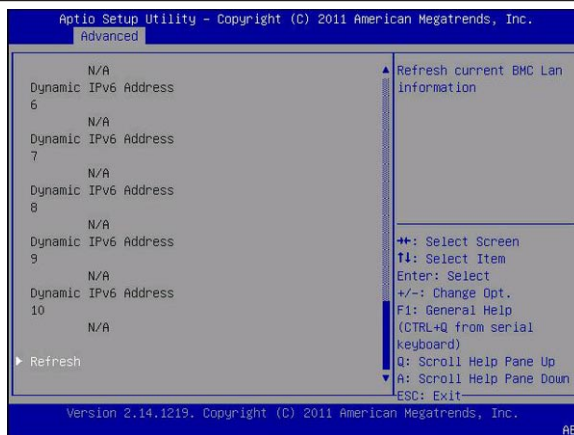 Aptio Setup Utility – Copyright (C) 2011 American Megatrends, Inc.
Advanced
N/A
Dynamic IPv6 Address
6
N/A
Dynamic IPv6 Address
7
N/A
Dynamic IPv6 Address
8
N/A
Dynamic IPv6 Address
9
N/A
Dynamic IPv6 Address
10
N/A
Refresh
Refresh current BMC Lan
information
→←: Select Screen
↑↓: Select Item
Enter: Select
+/-: Change Opt.
F1: General Help
(CTRL+Q from serial
keyboard)
Q: Scroll Help Pane Up
A: Scroll Help Pane Down
ESC: Exit
Version 2.14.1219. Copyright (C) 2011 American Megatrends, Inc.
AB